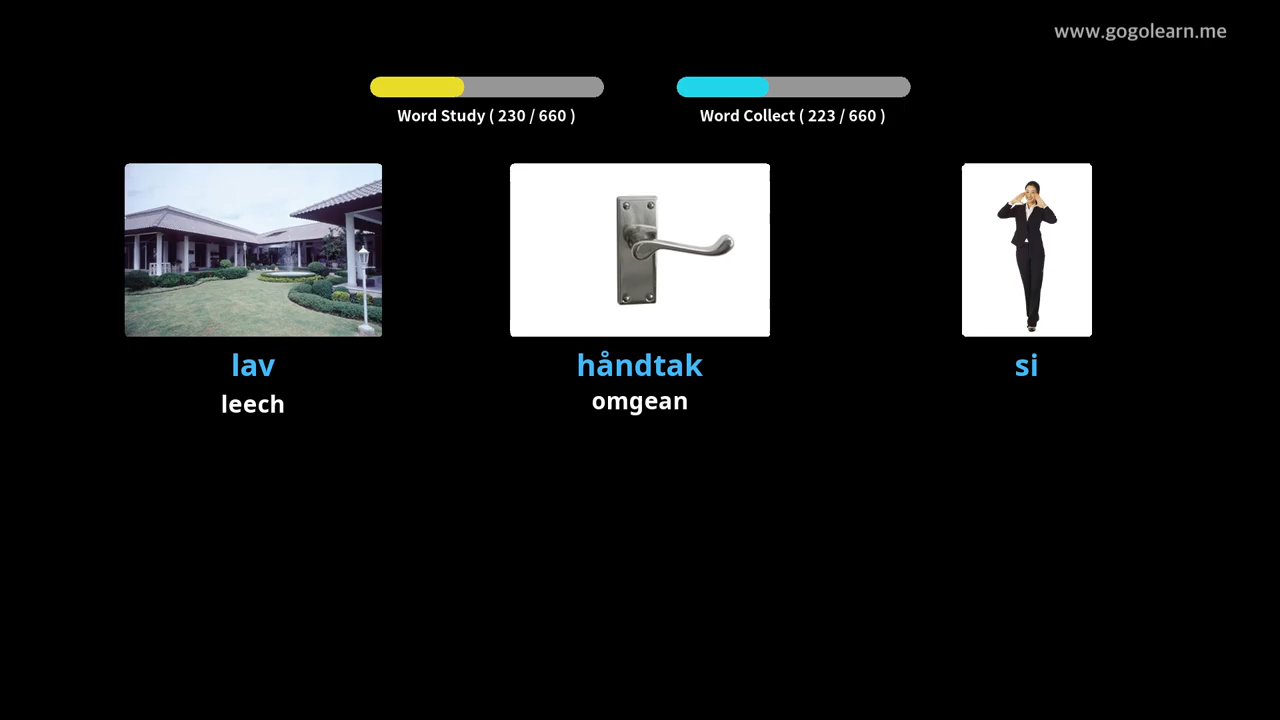 www.gogolearn.me
Word Study ( 230 / 660 )
Word Collect ( 223 / 660 )
lav
håndtak
si
leech
omgean